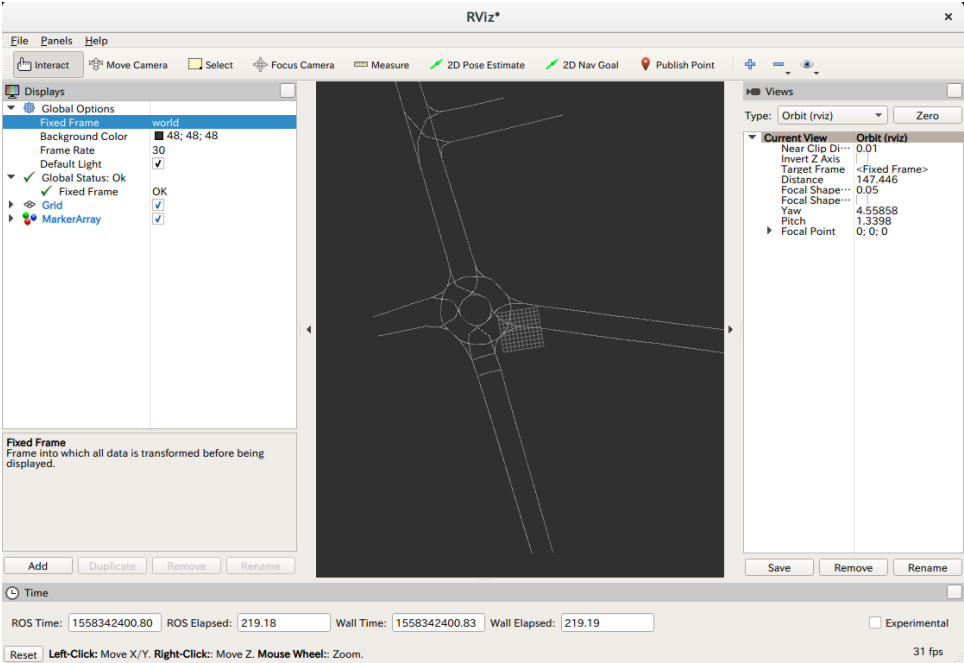 RViz*
File Panels Help
Interact Move Camera Select Focus Camera Measure 2D Pose Estimate 2D Nav Goal Publish Point
Displays
Global Options
Fixed Frame world
Background Color 48; 48; 48
Frame Rate 30
Default Light
Global Status: Ok
Fixed Frame OK
Grid
MarkerArray
Fixed Frame
Frame into which all data is transformed before being
displayed.
Add Duplicate Remove Rename
Views
Type: Orbit (rviz) Zero
Current View Orbit (rviz)
Near Clip Di… 0.01
Invert Z Axis
Target Frame <Fixed Frame>
Distance 147.446
Focal Shape… 0.05
Focal Shape…
Yaw 4.55858
Pitch 1.3398
Focal Point 0; 0; 0
Save Remove Rename
Time
ROS Time: 1558342400.80 ROS Elapsed: 219.18 Wall Time: 1558342400.83 Wall Elapsed: 219.19 Experimental
Reset Left-Click: Move X/Y. Right-Click:: Move Z. Mouse Wheel:: Zoom. 31 fps